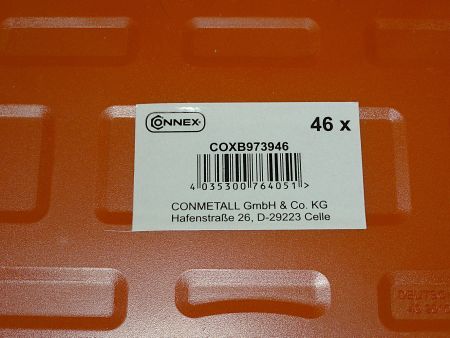 CONNEX
46 x
COXB973946
4 035300 764051 >
CONMETALL GmbH & Co. KG
Hafenstraße 26, D-29223 Celle